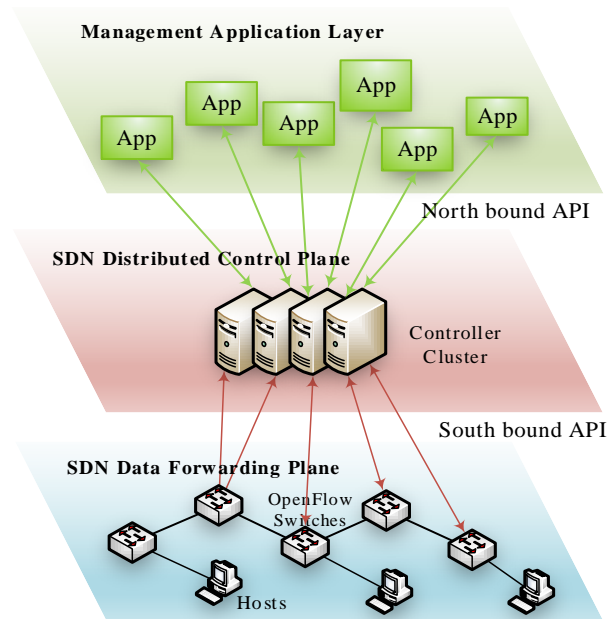 Management Application Layer
App
App
App
App
App
App
North bound API
SDN Distributed Control Plane
Controller
Cluster
South bound API
SDN Data Forwarding Plane
OpenFlow
Switches
Hosts